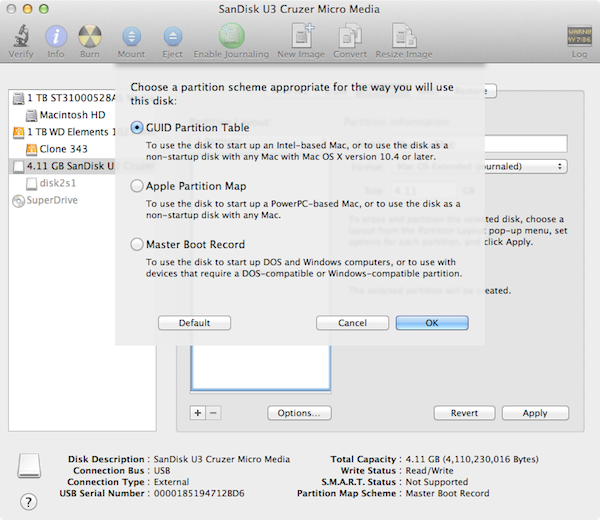 SanDisk U3 Cruzer Micro Media
Verify
Info
Burn
Mount
Eject
Enable Journaling
New Image
Convert
Resize Image
Log
WARNI
1 TB ST31000528A
Macintosh HD
1 TB WD Elements 10
Clone 343
4.11 GB SanDisk U3 Cruzer
disk2s1
SuperDrive
Choose a partition scheme appropriate for the way you will use
this disk:
GUID Partition Table
To use the disk to start up an Intel-based Mac, or to use the disk as a
non-startup disk with any Mac with Mac OS X version 10.4 or later.
Apple Partition Map
To use the disk to start up a PowerPC-based Mac, or to use the disk as a
non-startup disk with any Mac.
Master Boot Record
To use the disk to start up DOS and Windows computers, or to use with
devices that require a DOS-compatible or Windows-compatible partition.
Default
Cancel
OK
Mac OS Extended (Journaled)
Size: 4.11 GB
To erase and partition the selected disk, choose a
layout from the Partition Layout pop-up menu, set
options for each partition, and click Apply.
The selected partition will be created.
+
−
Options...
Revert
Apply
Disk Description : SanDisk U3 Cruzer Micro Media
Connection Bus : USB
Connection Type : External
USB Serial Number : 0000185194712BD6
Total Capacity : 4.11 GB (4,110,230,016 Bytes)
Write Status : Read/Write
S.M.A.R.T. Status : Not Supported
Partition Map Scheme : Master Boot Record
?